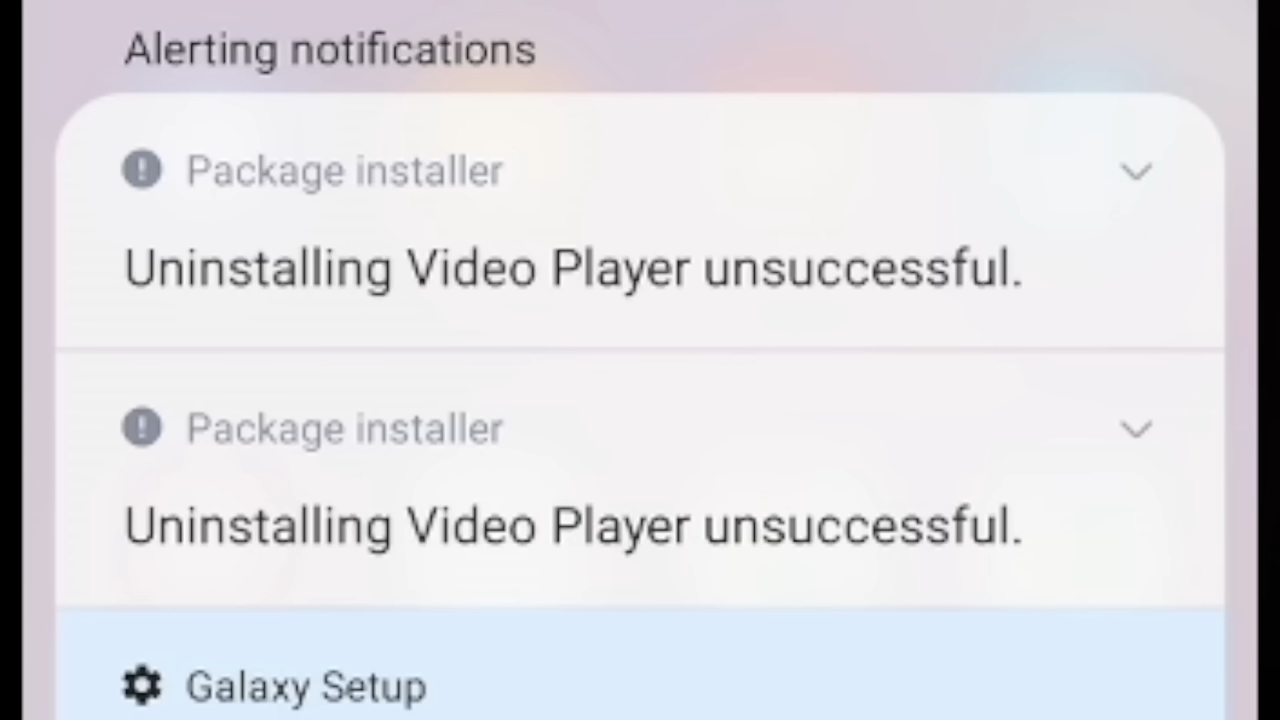 Alerting notifications
Package installer
Uninstalling Video Player unsuccessful.
Package installer
Uninstalling Video Player unsuccessful.
Galaxy Setup